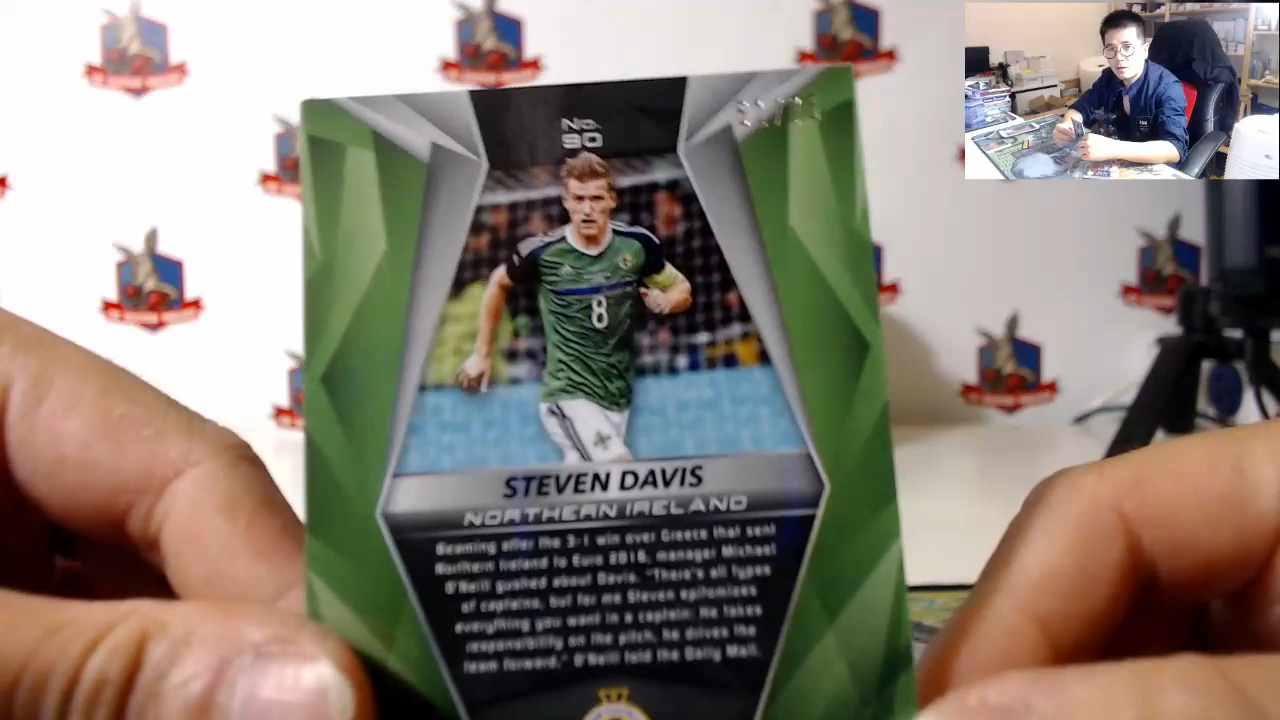 No.
90
8
STEVEN DAVIS
NORTHERN IRELAND
Beaming after the 3-1 win over Greece that sent
Northern Ireland to Euro 2016, manager Michael
O'Neill gushed about Davis. "There's all types
of captains, but for me Steven epitomizes
everything you want in a captain. He takes
responsibility on the pitch, he drives the
team forward," O'Neill told the Daily Mail.